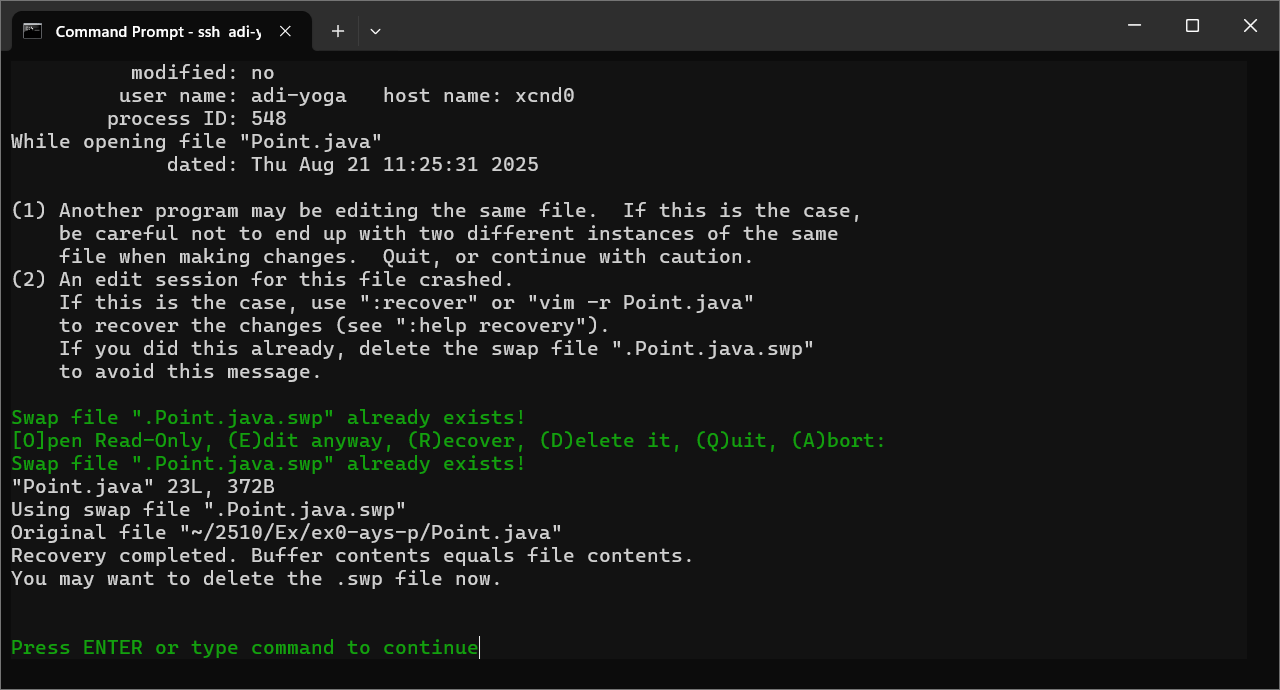 Command Prompt - ssh adi-y
modified: no
user name: adi-yoga   host name: xcnd0
process ID: 548
While opening file "Point.java"
dated: Thu Aug 21 11:25:31 2025
(1) Another program may be editing the same file.  If this is the case,
be careful not to end up with two different instances of the same
file when making changes.  Quit, or continue with caution.
(2) An edit session for this file crashed.
If this is the case, use ":recover" or "vim -r Point.java"
to recover the changes (see ":help recovery").
If you did this already, delete the swap file ".Point.java.swp"
to avoid this message.
Swap file ".Point.java.swp" already exists!
[O]pen Read-Only, (E)dit anyway, (R)ecover, (D)elete it, (Q)uit, (A)bort:
Swap file ".Point.java.swp" already exists!
"Point.java" 23L, 372B
Using swap file ".Point.java.swp"
Original file "~/2510/Ex/ex0-ays-p/Point.java"
Recovery completed. Buffer contents equals file contents.
You may want to delete the .swp file now.
Press ENTER or type command to continue